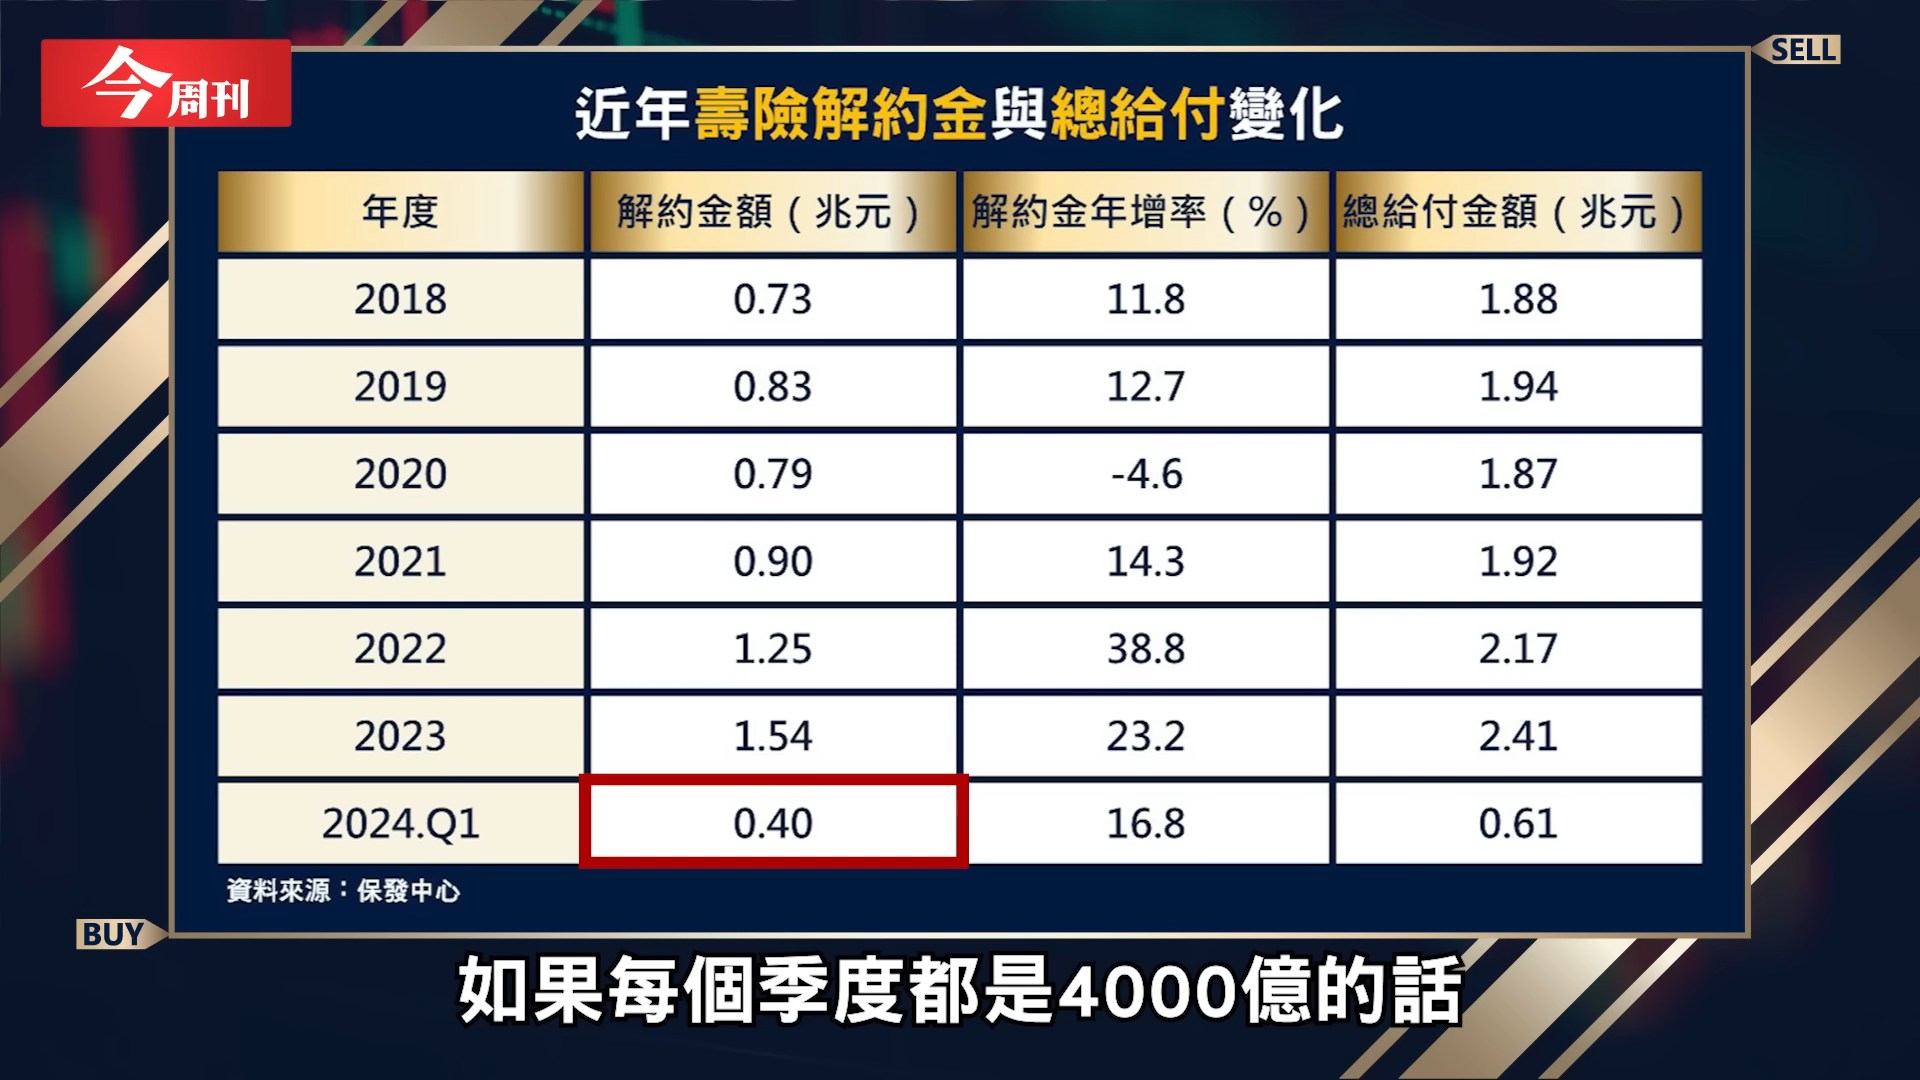 今周刊
SELL
近年壽險解約金與總給付變化
年度 解約金額（兆元） 解約金年增率（%） 總給付金額（兆元）
2018 0.73 11.8 1.88
2019 0.83 12.7 1.94
2020 0.79 -4.6 1.87
2021 0.90 14.3 1.92
2022 1.25 38.8 2.17
2023 1.54 23.2 2.41
2024.Q1 0.40 16.8 0.61
資料來源：保發中心
BUY
如果每個季度都是4000億的話